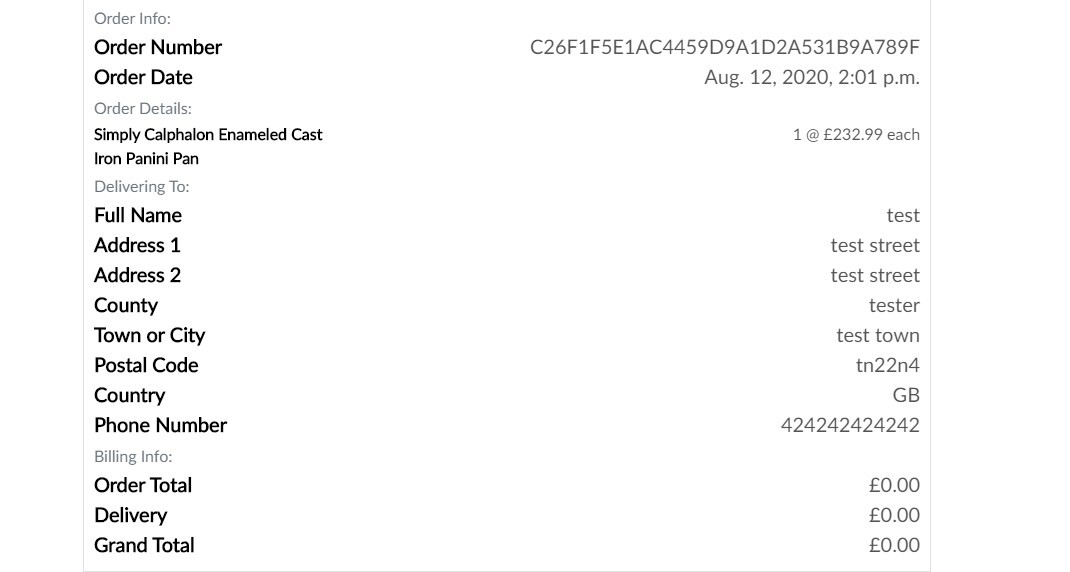 Order Info:
Order Number C26F1F5E1AC4459D9A1D2A531B9A789F
Order Date Aug. 12, 2020, 2:01 p.m.
Order Details:
Simply Calphalon Enameled Cast 1 @ £232.99 each
Iron Panini Pan
Delivering To:
Full Name test
Address 1 test street
Address 2 test street
County tester
Town or City test town
Postal Code tn22n4
Country GB
Phone Number 424242424242
Billing Info:
Order Total £0.00
Delivery £0.00
Grand Total £0.00